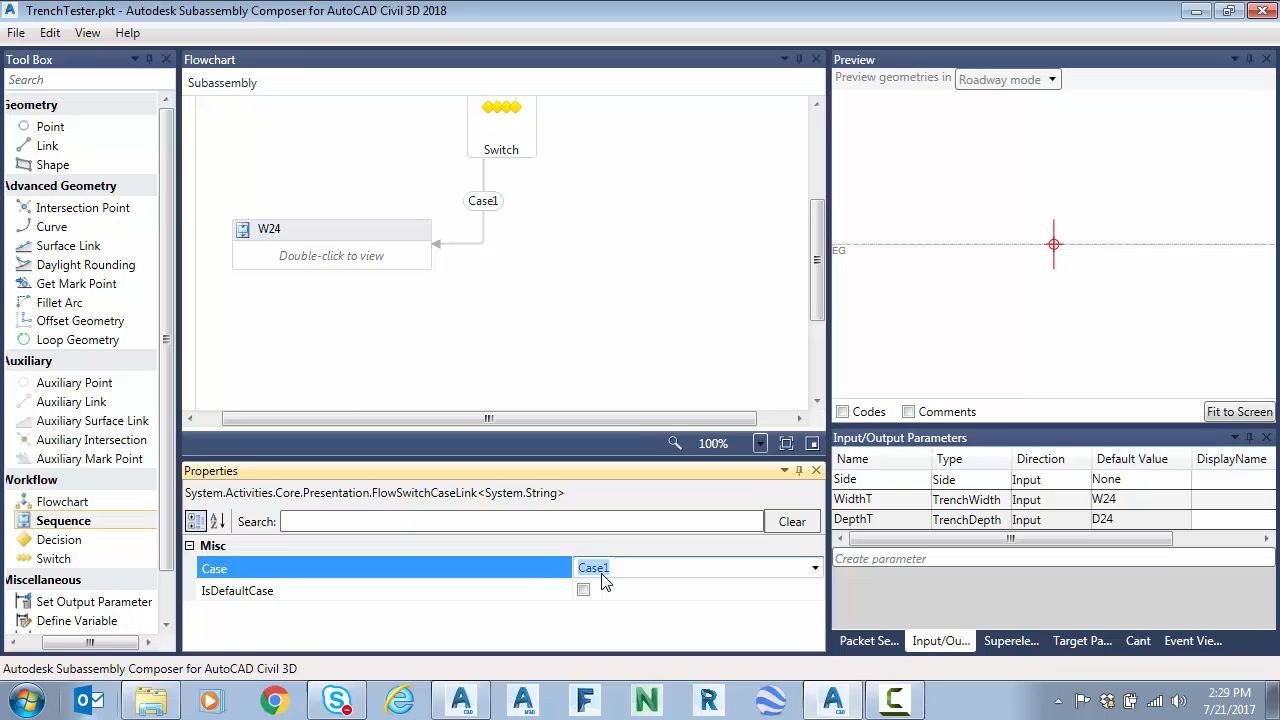 TrenchTester.pkt - Autodesk Subassembly Composer for AutoCAD Civil 3D 2018
File Edit View Help
Tool Box
Search
Geometry
Point
Link
Shape
Advanced Geometry
Intersection Point
Curve
Surface Link
Daylight Rounding
Get Mark Point
Fillet Arc
Offset Geometry
Loop Geometry
Auxiliary
Auxiliary Point
Auxiliary Link
Auxiliary Surface Link
Auxiliary Intersection
Auxiliary Mark Point
Workflow
Flowchart
Sequence
Decision
Switch
Miscellaneous
Set Output Parameter
Define Variable
Flowchart
Subassembly
Switch
Case1
W24
Double-click to view
100%
Properties
System.Activities.Core.Presentation.FlowSwitchCaseLink<System.String>
Search: Clear
Misc
Case Case1
IsDefaultCase
Preview
Preview geometries in Roadway mode
EG
Codes Comments Fit to Screen
Input/Output Parameters
Name Type Direction Default Value DisplayName
Side Side Input None
WidthT TrenchWidth Input W24
DepthT TrenchDepth Input D24
Create parameter
Packet Se... Input/Ou... Superele... Target Pa... Cant Event Vie...
Autodesk Subassembly Composer for AutoCAD Civil 3D
2:29 PM
7/21/2017